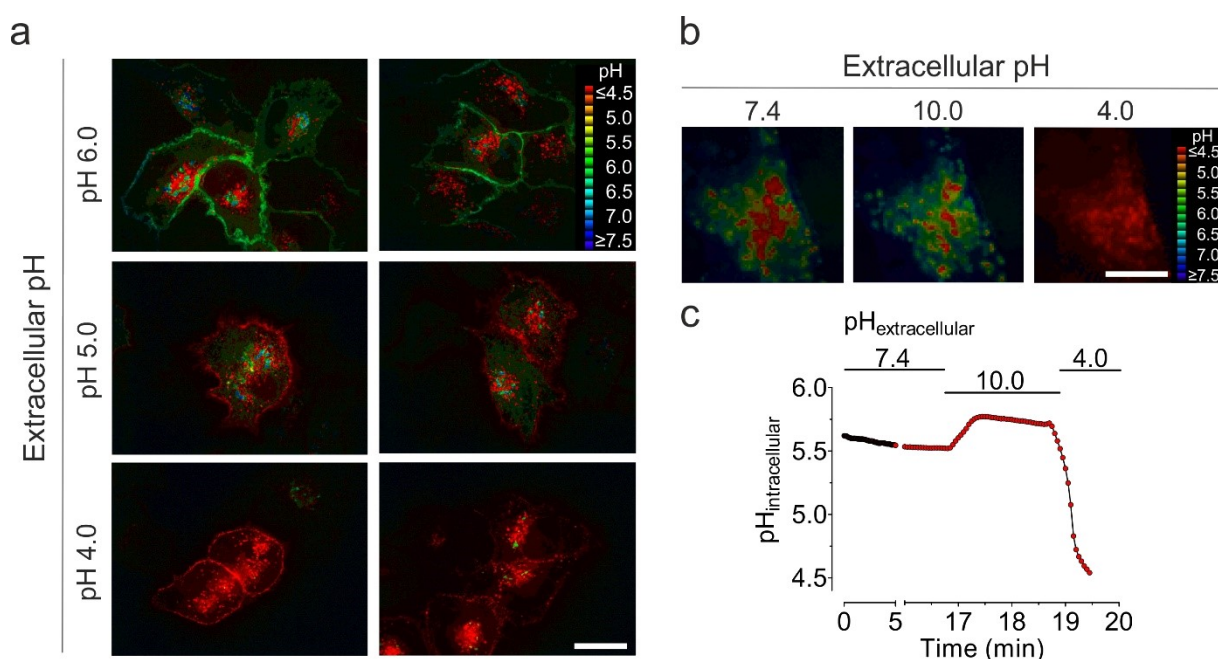 a
Extracellular pH
pH 6.0
pH 5.0
pH 4.0
pH
≤4.5
5.0
5.5
6.0
6.5
7.0
≥7.5
b
Extracellular pH
7.4
10.0
4.0
pH
≤4.5
5.0
5.5
6.0
6.5
7.0
≥7.5
c
pHextracellular
7.4
10.0
4.0
pHintracellular
6.0
5.5
5.0
4.5
0 5 17 18 19 20
Time (min)